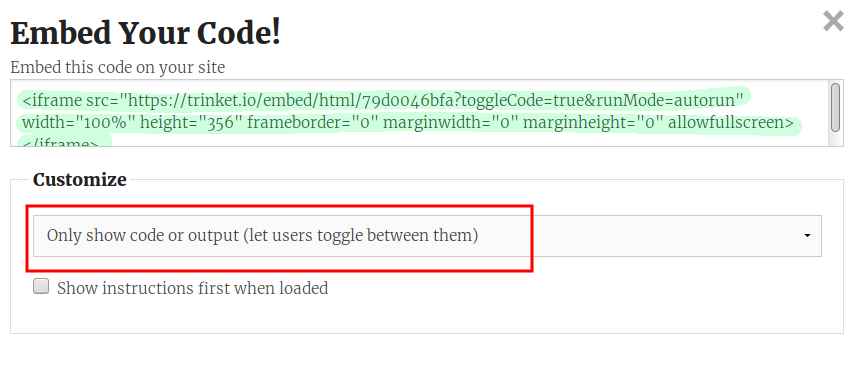 Embed Your Code!
Embed this code on your site
<iframe src="https://trinket.io/embed/html/79d0046bfa?toggleCode=true&runMode=autorun"
width="100%" height="356" frameborder="0" marginwidth="0" marginheight="0" allowfullscreen>
</iframe>
Customize
Only show code or output (let users toggle between them)
Show instructions first when loaded